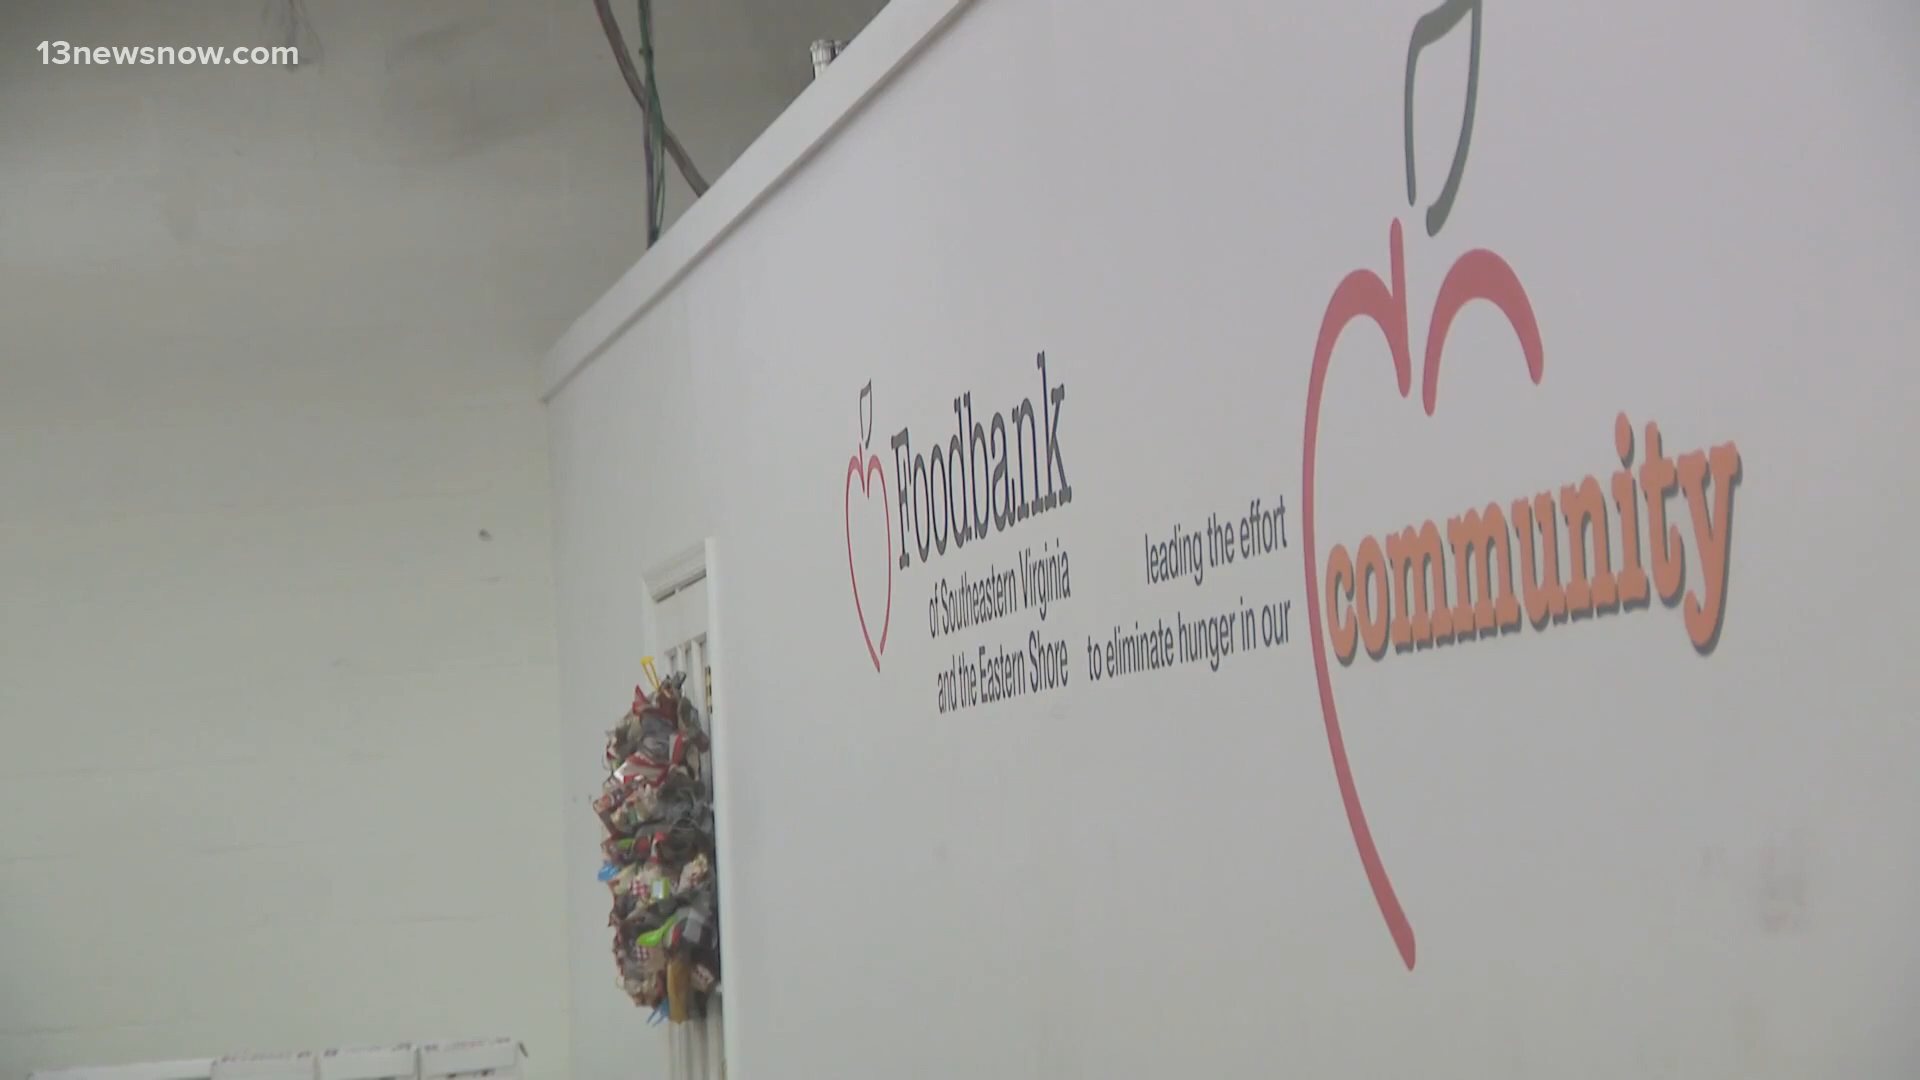 13newsnow.com
Foodbank
of Southeastern Virginia
and the Eastern Shore
leading the effort
to eliminate hunger in our
community